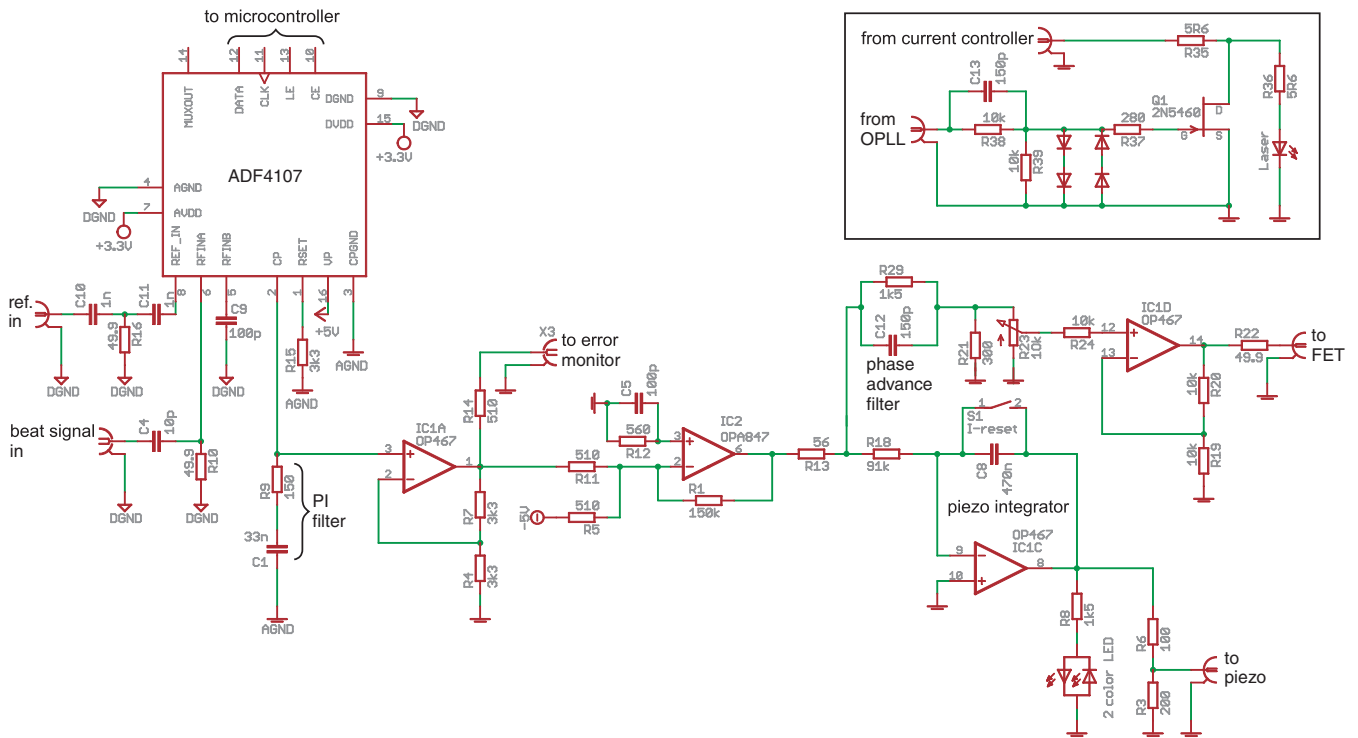 to microcontroller
14
12
11
13
10
MUXOUT
DATA
CLK
LE
CE
DGND
9
DGND
DVDD
15
+3.3V
ADF4107
4
AGND
DGND
7
AVDD
+3.3V
REF_IN
RFINA
RFINB
CP
RSET
VP
CPGND
8
6
5
2
1
16
3
ref.
in
C10
1n
C11
1n
49.9
R16
C9
100p
+5V
R15
3k3
AGND
AGND
DGND
DGND
DGND
beat signal
in
C4
10p
49.9
R10
DGND
DGND
R9
150
PI
filter
33n
C1
AGND
X3
to error
monitor
R14
510
IC1A
OP467
3
2
1
R7
3k3
R4
3k3
510
R11
-5V
510
R5
C5
100p
560
R12
IC2
OPA847
3
2
6
R1
150k
56
R13
R29
1k5
C12
150p
phase
advance
filter
R21
300
R23
10k
10k
R24
IC1D
OP467
12
13
14
R22
49.9
to
FET
10k
R20
10k
R19
R18
91k
1
2
S1
I-reset
C8
470n
piezo integrator
OP467
IC1C
9
10
8
R8
1k5
2 color LED
R6
100
R3
200
to
piezo
from current controller
5R6
R35
C13
150p
from
OPLL
10k
R38
10k
R39
280
R37
Q1
2N5460
D
G
S
R36
5R6
Laser